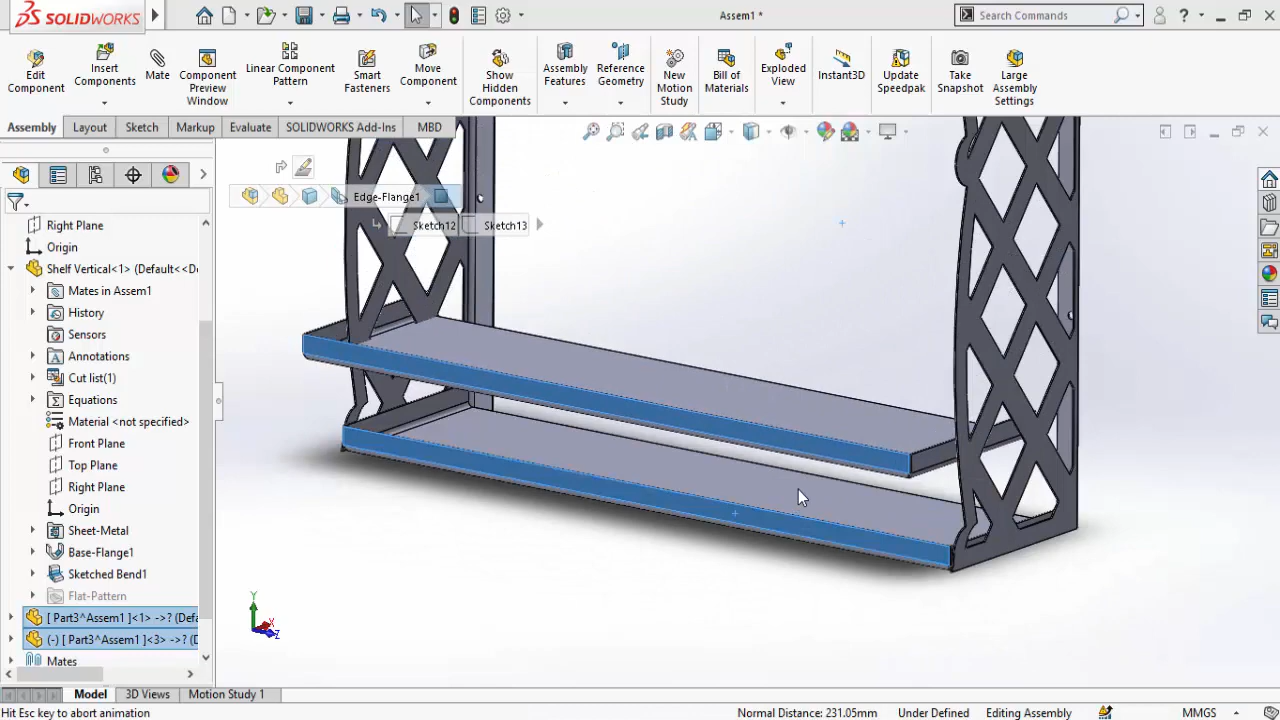 SOLIDWORKS
Assem1 *
Search Commands
?
Edit Component
Insert Components
Mate
Component Preview Window
Linear Component Pattern
Smart Fasteners
Move Component
Show Hidden Components
Assembly Features
Reference Geometry
New Motion Study
Bill of Materials
Exploded View
Instant3D
Update Speedpak
Take Snapshot
Large Assembly Settings
Assembly
Layout
Sketch
Markup
Evaluate
SOLIDWORKS Add-Ins
MBD
Edge-Flange1
Sketch12
Sketch13
Right Plane
Origin
Shelf Vertical<1> (Default<<D
Mates in Assem1
History
Sensors
Annotations
Cut list(1)
Equations
Material <not specified>
Front Plane
Top Plane
Right Plane
Origin
Sheet-Metal
Base-Flange1
Sketched Bend1
Flat-Pattern
[ Part3^Assem1 ]<1> ->? (Defa
(-) [ Part3^Assem1 ]<3> ->? (D
Mates
Y
X
Z
Model
3D Views
Motion Study 1
Hit Esc key to abort animation
Normal Distance: 231.05mm
Under Defined
Editing Assembly
MMGS